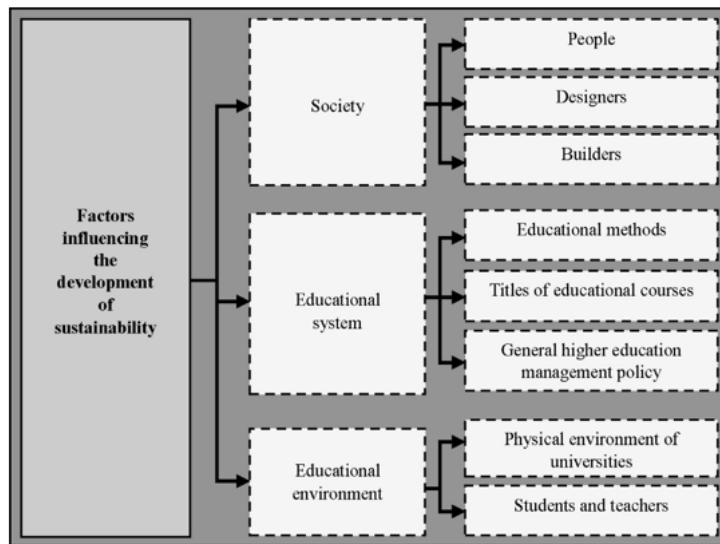 Factors
influencing
the
development
of
sustainability
Society
People
Designers
Builders
Educational
system
Educational methods
Titles of educational courses
General higher education
management policy
Educational
environment
Physical environment of
universities
Students and teachers